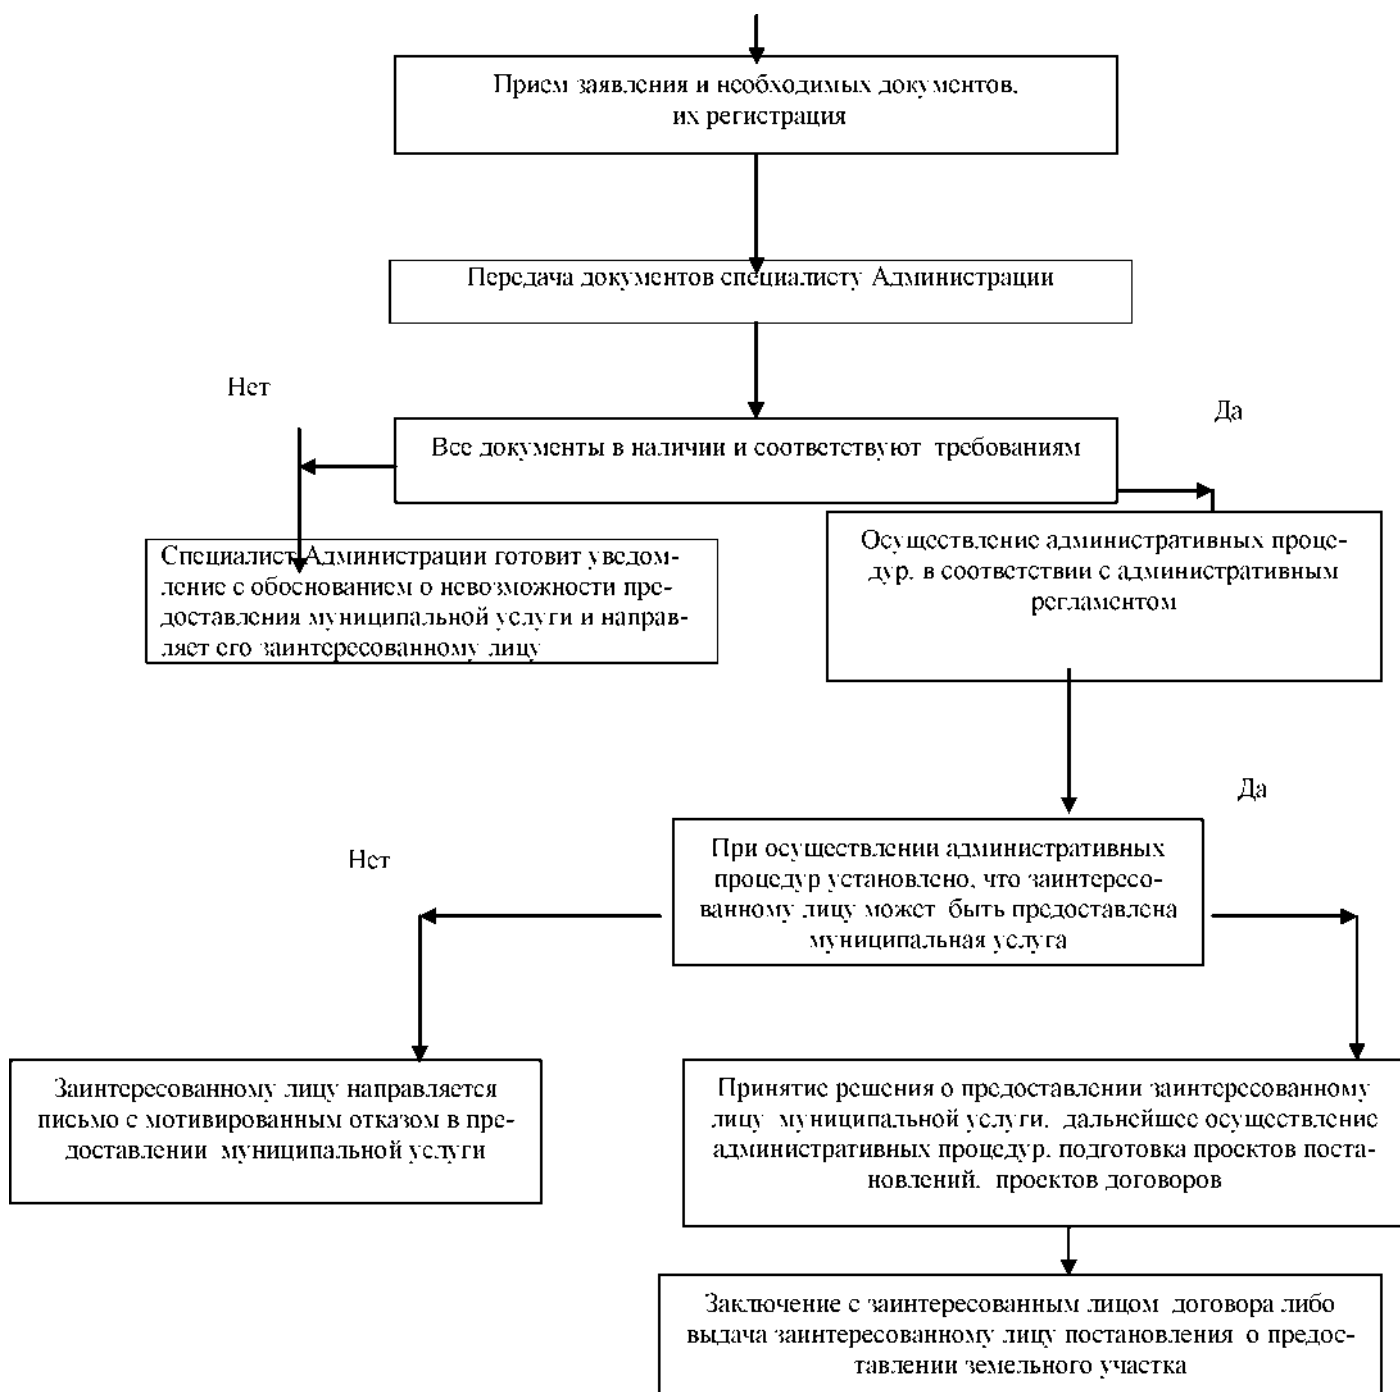 Прием заявления и необходимых документов,
их регистрация
Передача документов специалисту Администрации
Нет
Да
Все документы в наличии и соответствуют требованиям
Специалист Администрации готовит уведом-
ление с обоснованием о невозможности пре-
доставления муниципальной услуги и направ-
ляет его заинтересованному лицу
Осуществление административных проце-
дур, в соответствии с административным
регламентом
Да
Нет
При осуществлении административных
процедур установлено, что заинтересо-
ванному лицу может быть предоставлена
муниципальная услуга
Заинтересованному лицу направляется
письмо с мотивированным отказом в пре-
доставлении муниципальной услуги
Принятие решения о предоставлении заинтересованному
лицу муниципальной услуги, дальнейшее осуществление
административных процедур, подготовка проектов поста-
новлений, проектов договоров
Заключение с заинтересованным лицом договора либо
выдача заинтересованному лицу постановления о предос-
тавлении земельного участка